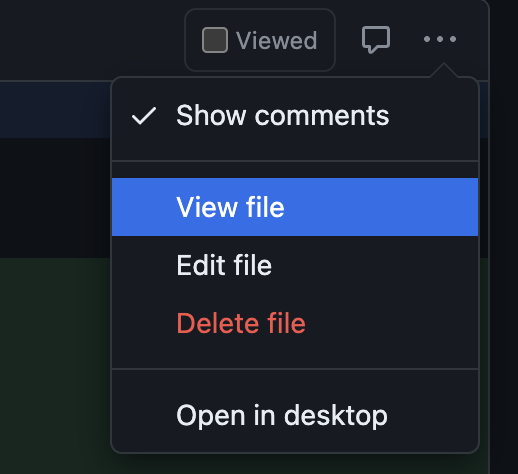 Viewed
Show comments
View file
Edit file
Delete file
Open in desktop